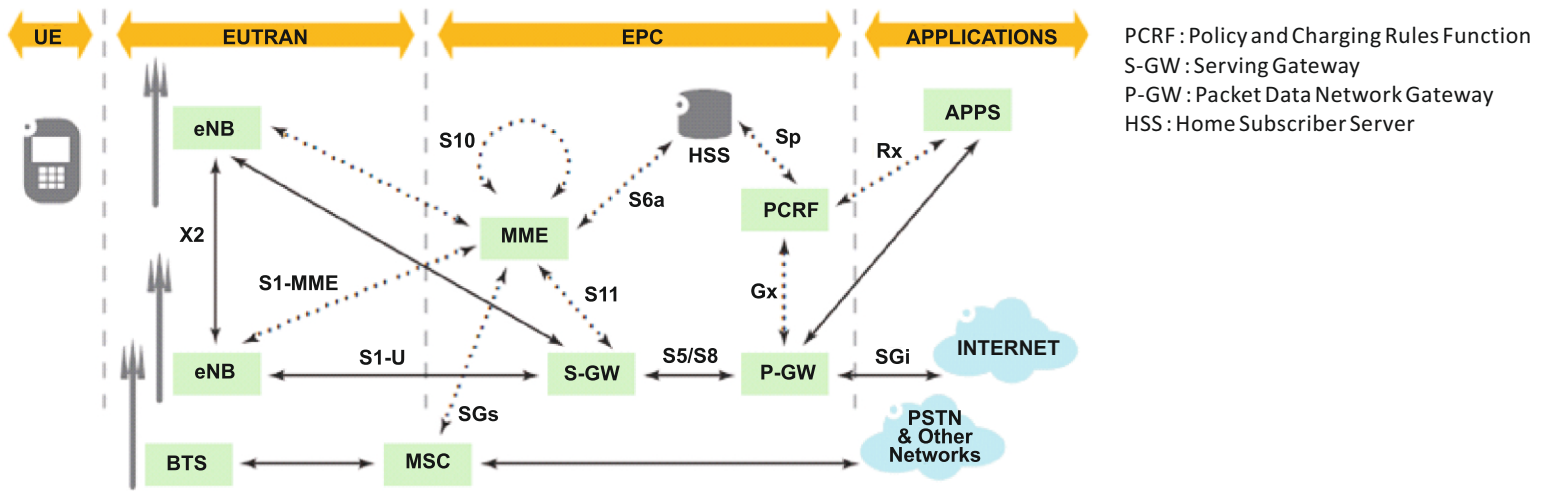 UE
EUTRAN
EPC
APPLICATIONS
PCRF : Policy and Charging Rules Function
S-GW : Serving Gateway
P-GW : Packet Data Network Gateway
HSS : Home Subscriber Server
eNB
S10
HSS
Sp
APPS
Rx
S6a
PCRF
X2
MME
S1-MME
S11
Gx
eNB
S1-U
S-GW
S5/S8
P-GW
SGi
INTERNET
SGs
PSTN
& Other
Networks
BTS
MSC